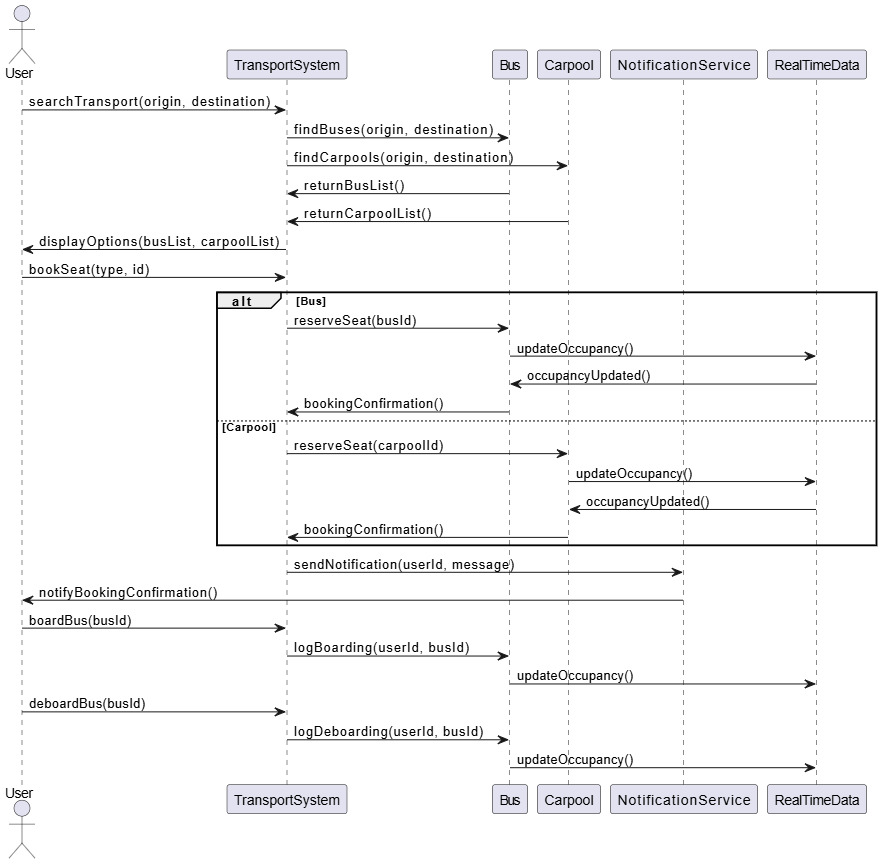 User
TransportSystem
Bus
Carpool
NotificationService
RealTimeData
searchTransport(origin, destination)
findBuses(origin, destination)
findCarpools(origin, destination)
returnBusList()
returnCarpoolList()
displayOptions(busList, carpoolList)
bookSeat(type, id)
alt
[Bus]
reserveSeat(busId)
updateOccupancy()
occupancyUpdated()
bookingConfirmation()
[Carpool]
reserveSeat(carpoolId)
updateOccupancy()
occupancyUpdated()
bookingConfirmation()
sendNotification(userId, message)
notifyBookingConfirmation()
boardBus(busId)
logBoarding(userId, busId)
updateOccupancy()
deboardBus(busId)
logDeboarding(userId, busId)
updateOccupancy()
User
TransportSystem
Bus
Carpool
NotificationService
RealTimeData